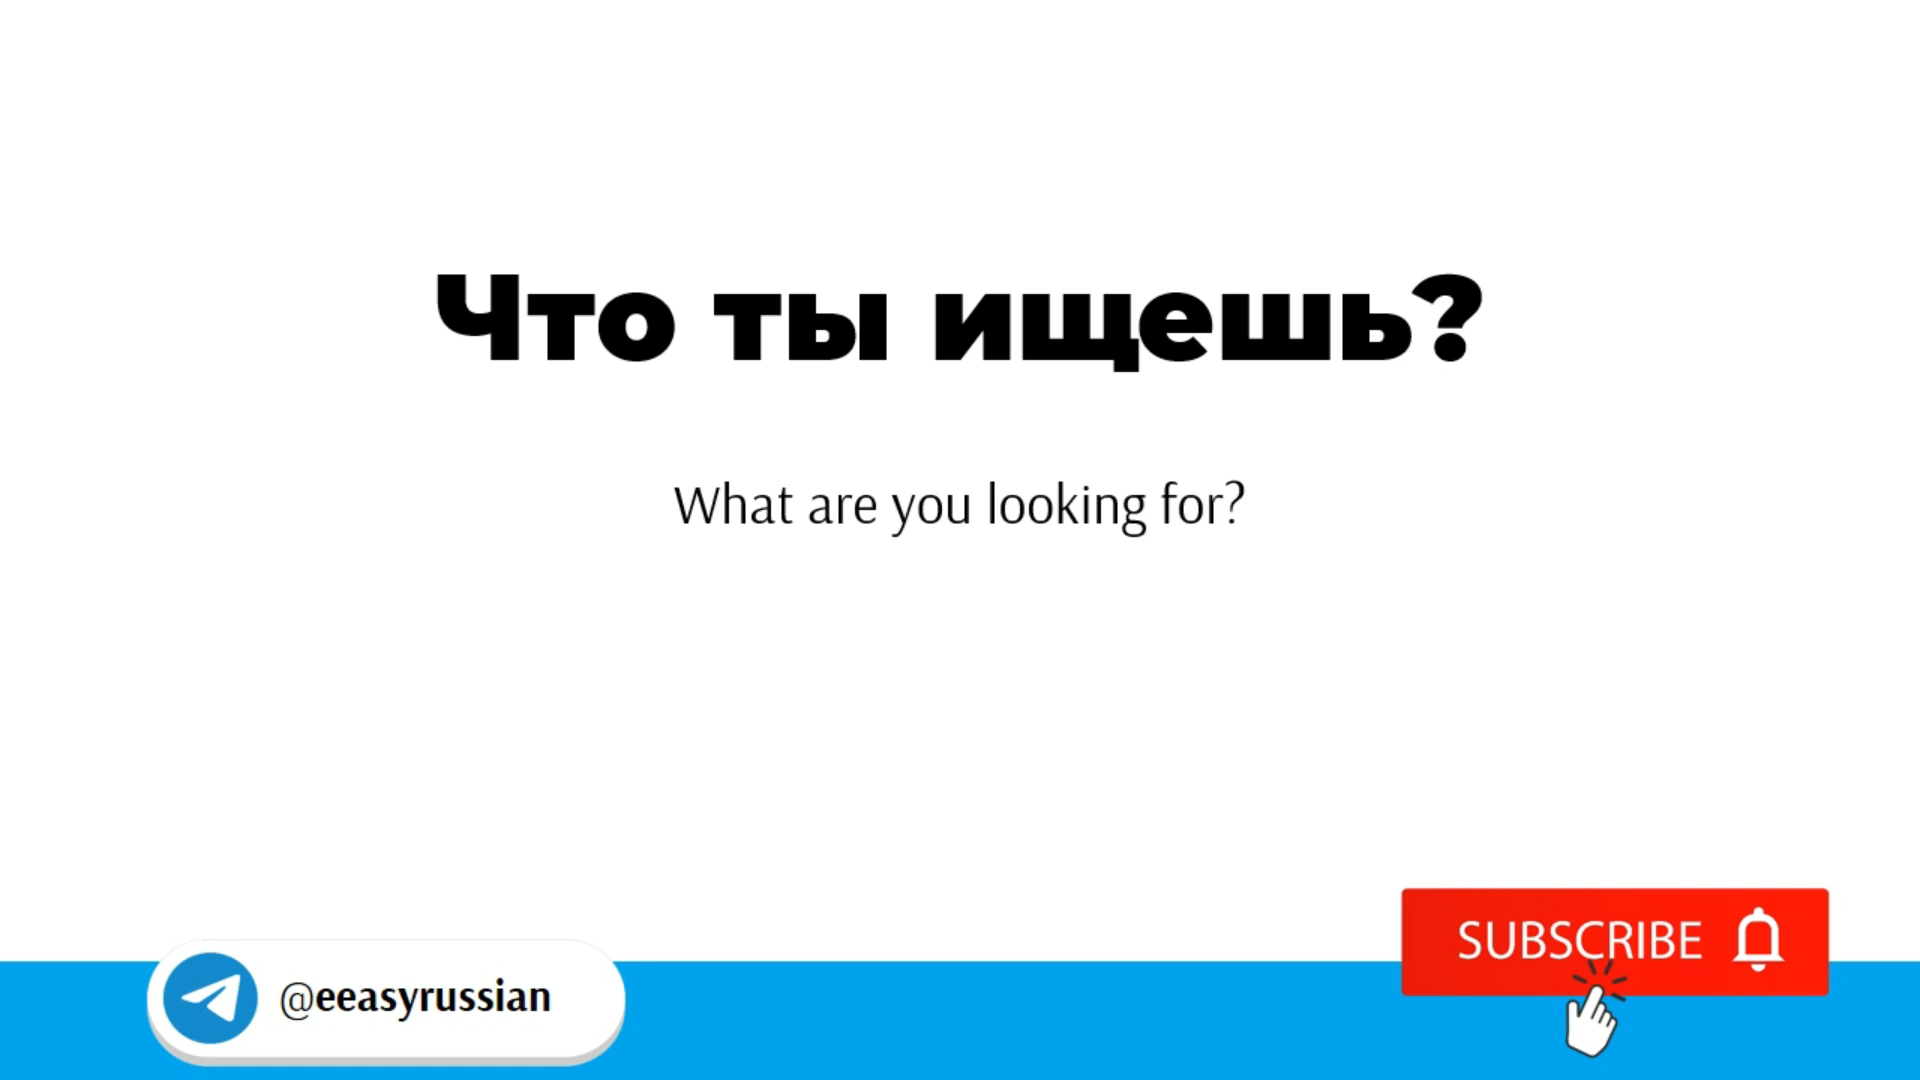 Что ты ищешь?
What are you looking for?
SUBSCRIBE
@eeasyrussian